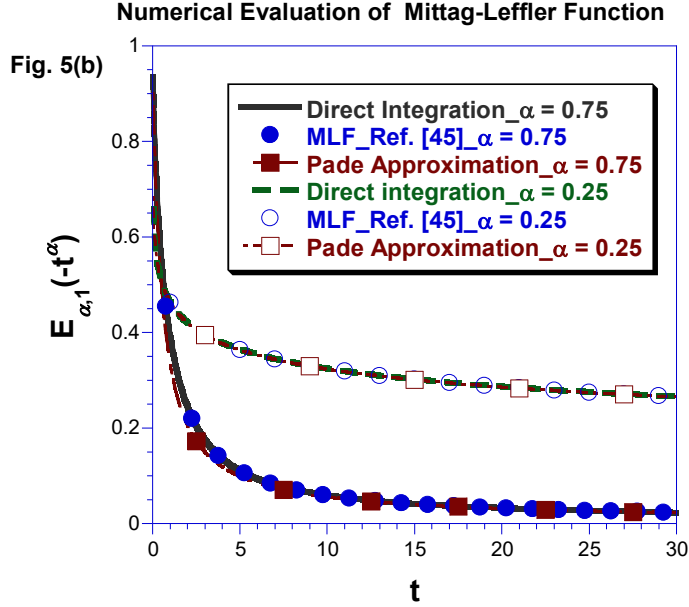 Numerical Evaluation of Mittag-Leffler Function
Fig. 5(b)
Direct Integration_α = 0.75
MLF_Ref. [45]_α = 0.75
Pade Approximation_α = 0.75
Direct integration_α = 0.25
MLF_Ref. [45]_α = 0.25
Pade Approximation_α = 0.25
E α,1 (-t^α)
1
0.8
0.6
0.4
0.2
0
0 5 10 15 20 25 30
t